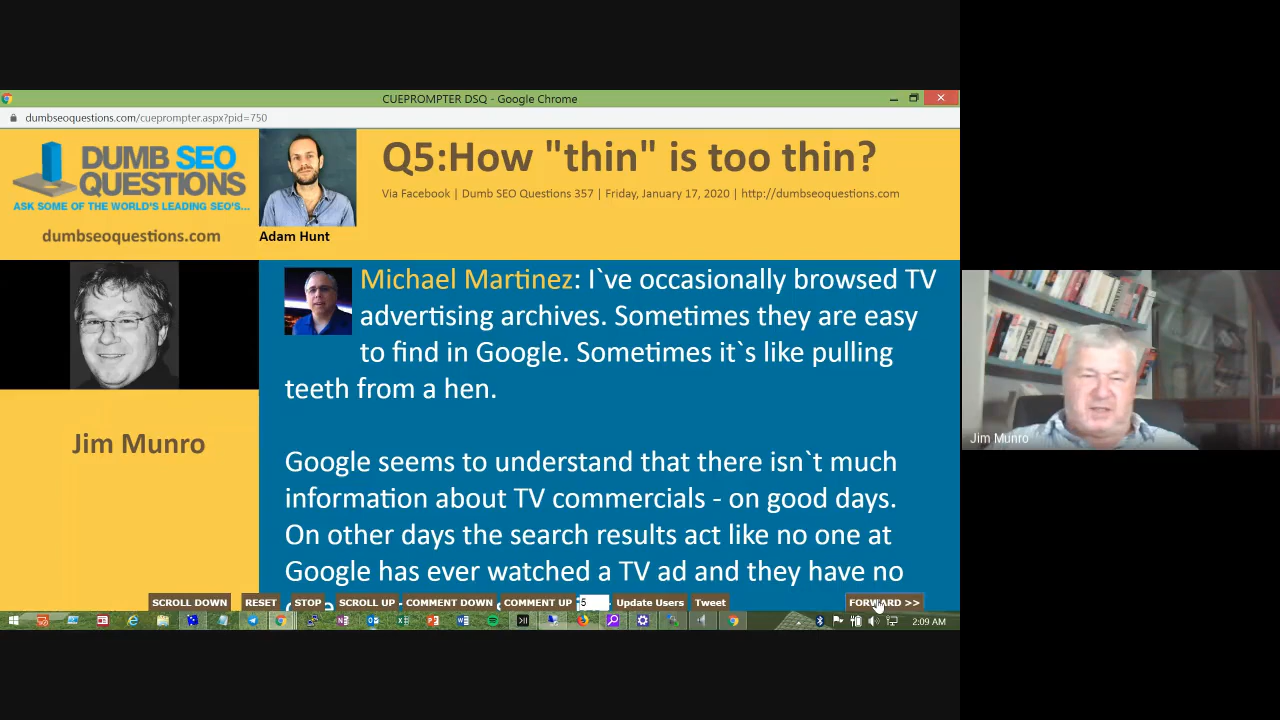 CUEPROMPTER DSQ - Google Chrome
dumbseoquestions.com/cueprompter.aspx?pid=750
DUMB SEO
QUESTIONS
ASK SOME OF THE WORLD'S LEADING SEO'S...
dumbseoquestions.com
Adam Hunt
Q5:How "thin" is too thin?
Via Facebook | Dumb SEO Questions 357 | Friday, January 17, 2020 | http://dumbseoquestions.com
Jim Munro
Michael Martinez: I`ve occasionally browsed TV
advertising archives. Sometimes they are easy
to find in Google. Sometimes it`s like pulling
teeth from a hen.
Google seems to understand that there isn`t much
information about TV commercials - on good days.
On other days the search results act like no one at
Google has ever watched a TV ad and they have no
SCROLL DOWN RESET STOP SCROLL UP COMMENT DOWN COMMENT UP 5 Update Users Tweet FORWARD >>
2:09 AM
Jim Munro